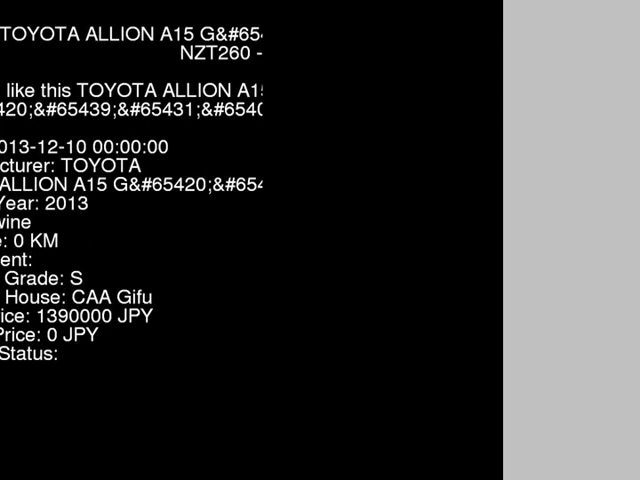 TOYOTA ALLION A15 G&#65
NZT260 -
like this TOYOTA ALLION A1
420;&#65439;&#65431;&#6540
013-12-10 00:00:00
cturer: TOYOTA
ALLION A15 G&#65420;&#654
Year: 2013
wine
e: 0 KM
ent:
Grade: S
House: CAA Gifu
ice: 1390000 JPY
Price: 0 JPY
Status: